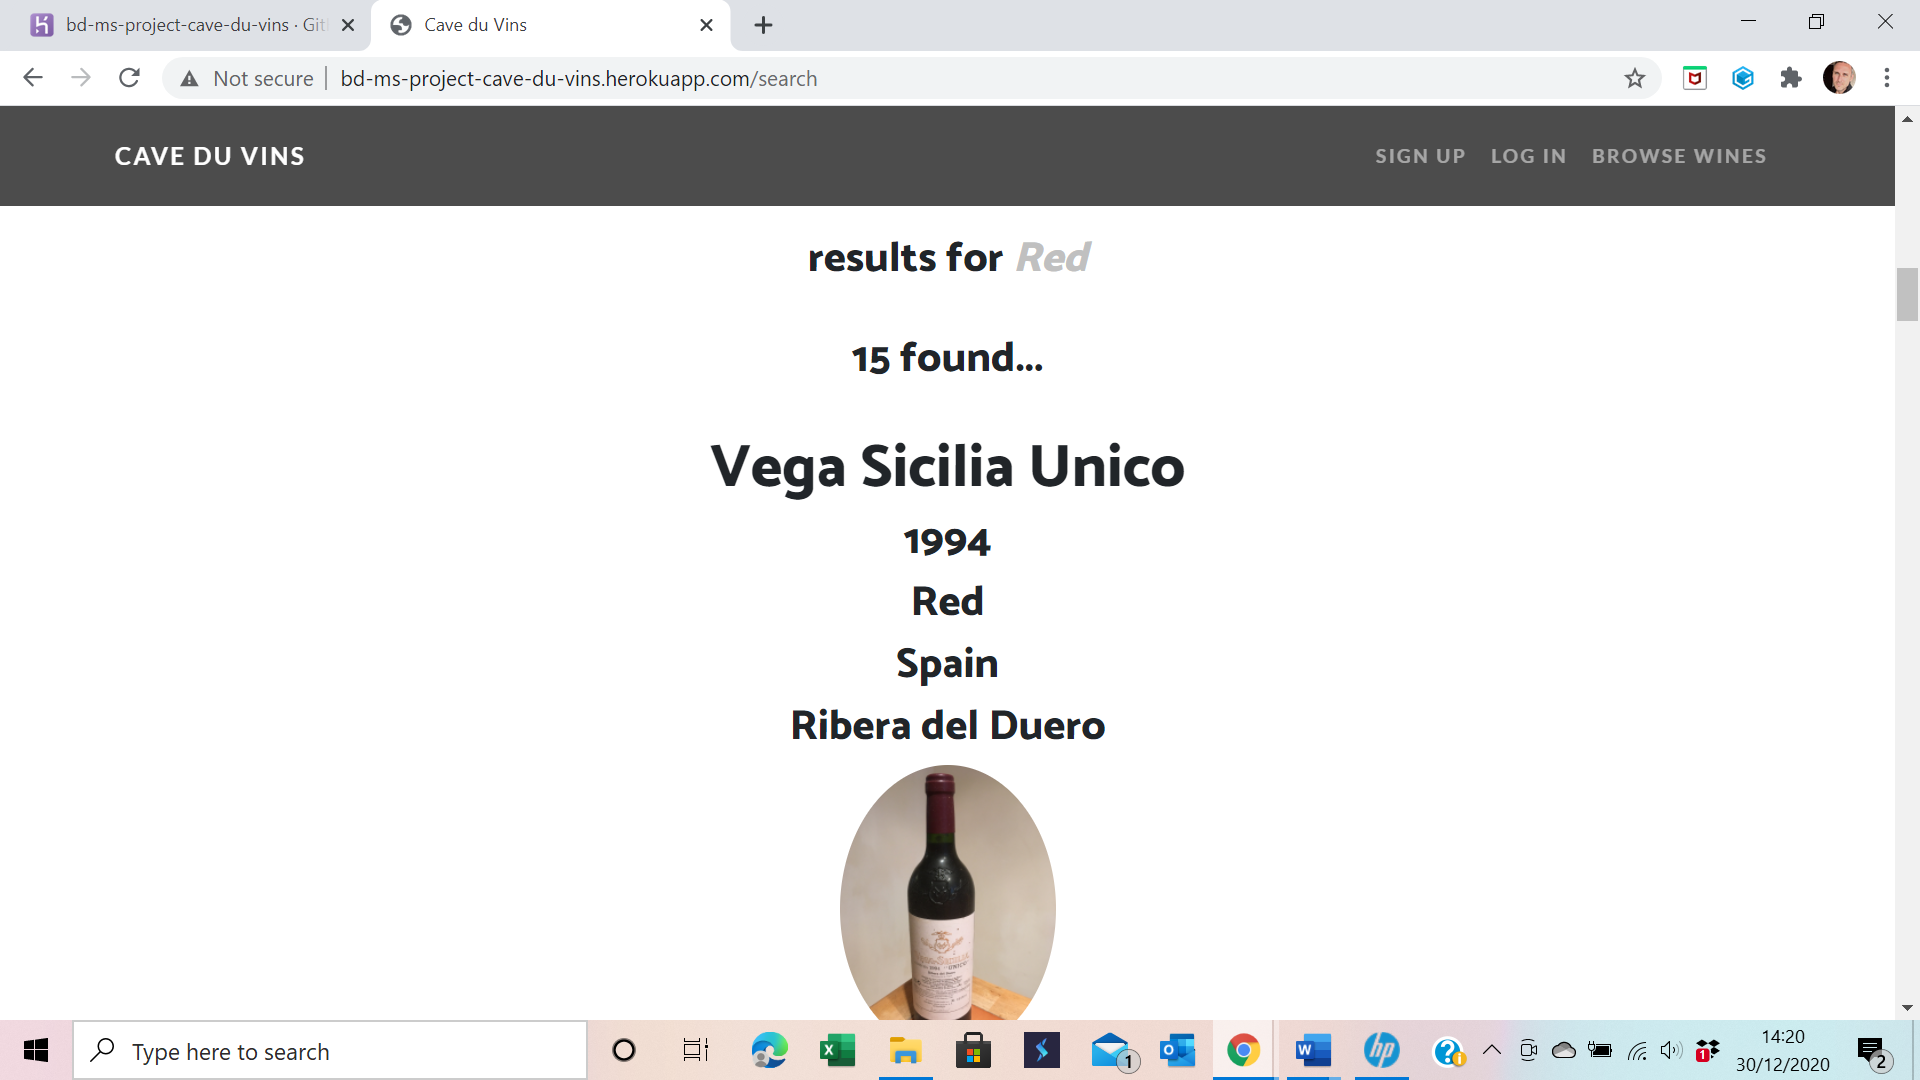 bd-ms-project-cave-du-vins · Git
Cave du Vins
Not secure
bd-ms-project-cave-du-vins.herokuapp.com/search
CAVE DU VINS
SIGN UP
LOG IN
BROWSE WINES
results for Red
15 found...
Vega Sicilia Unico
1994
Red
Spain
Ribera del Duero
Type here to search
1
1
14:20
30/12/2020
2